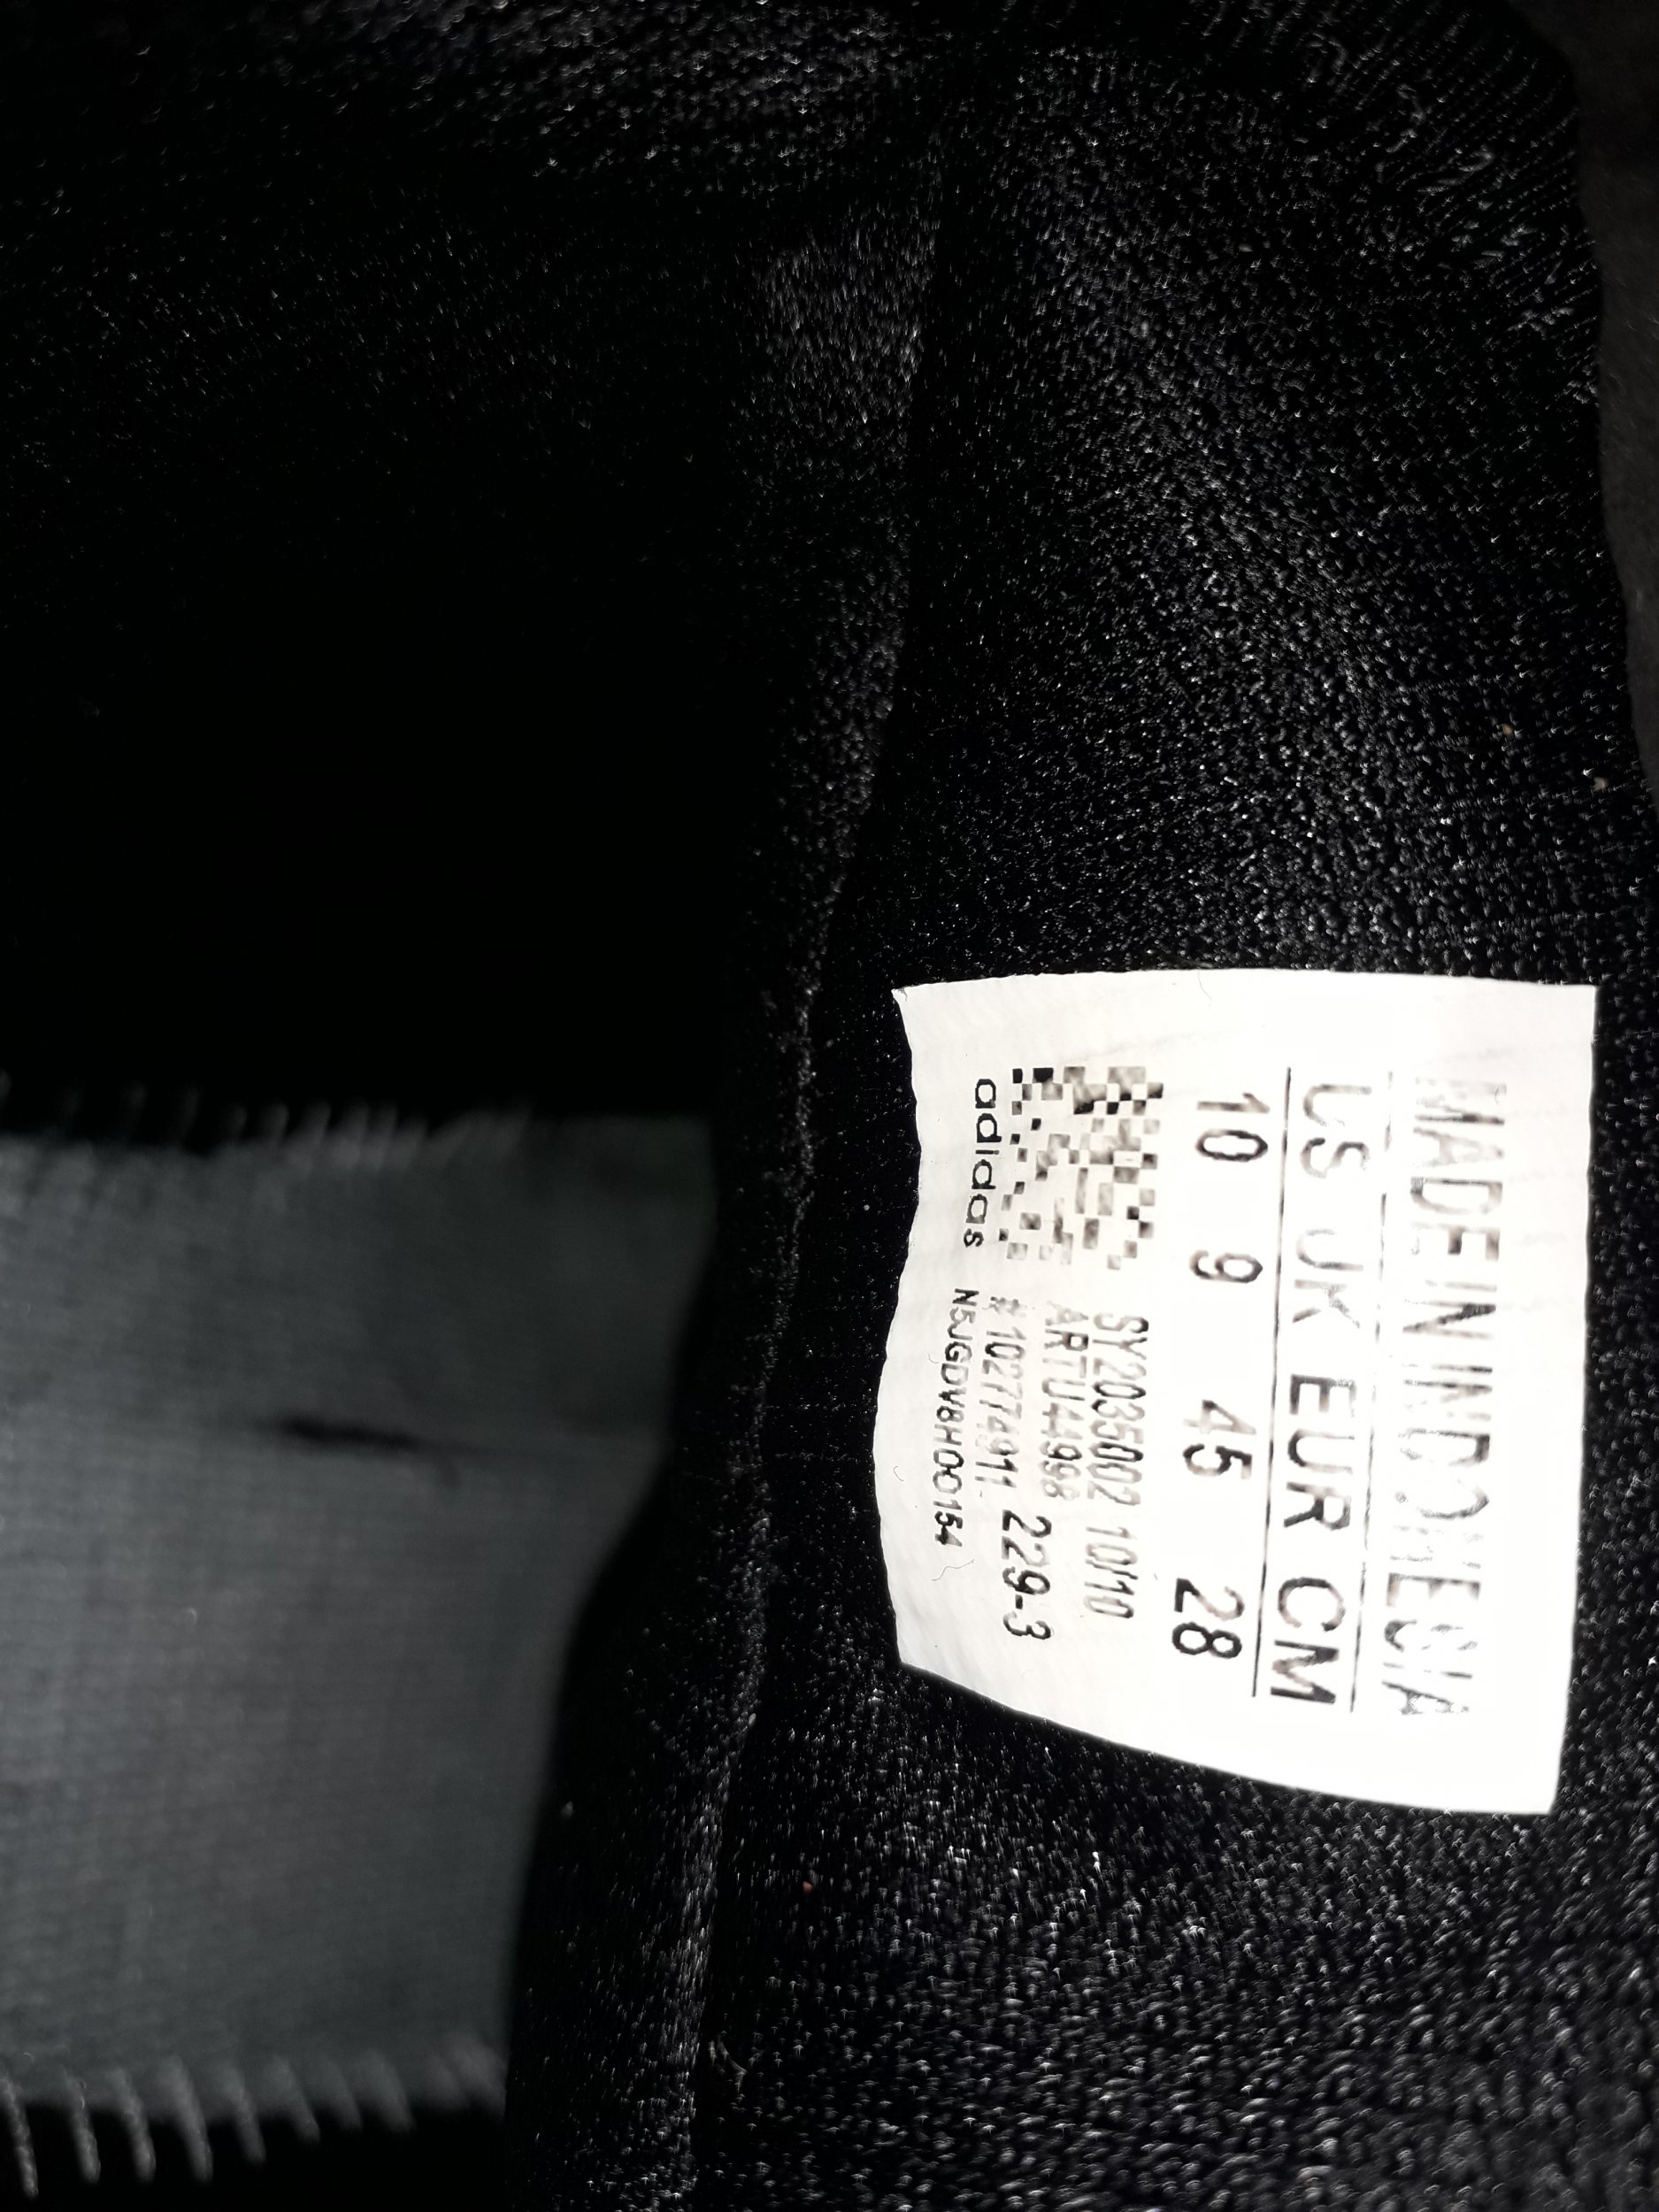 MADE IN INDONESIA
US UK EUR CM
10 9 45 28
SY2035002 10/10
ARTU44998
#102774911 229-3
adidas N5JGDV8H00154